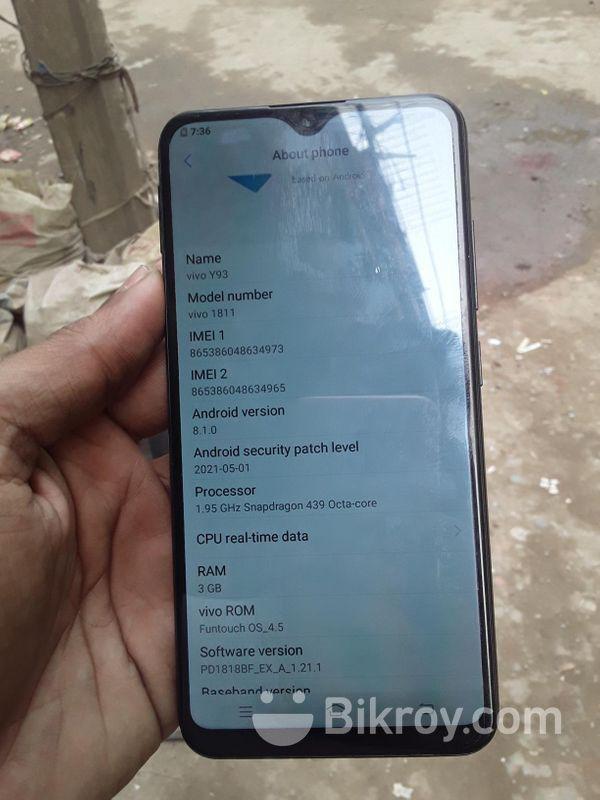 7:36
About phone
Based on Android
Name
vivo Y93
Model number
vivo 1811
IMEI 1
865386048634973
IMEI 2
865386048634965
Android version
8.1.0
Android security patch level
2021-05-01
Processor
1.95 GHz Snapdragon 439 Octa-core
CPU real-time data
RAM
3 GB
vivo ROM
Funtouch OS_4.5
Software version
PD1818BF_EX_A_1.21.1
Baseband version
Bikroy.com